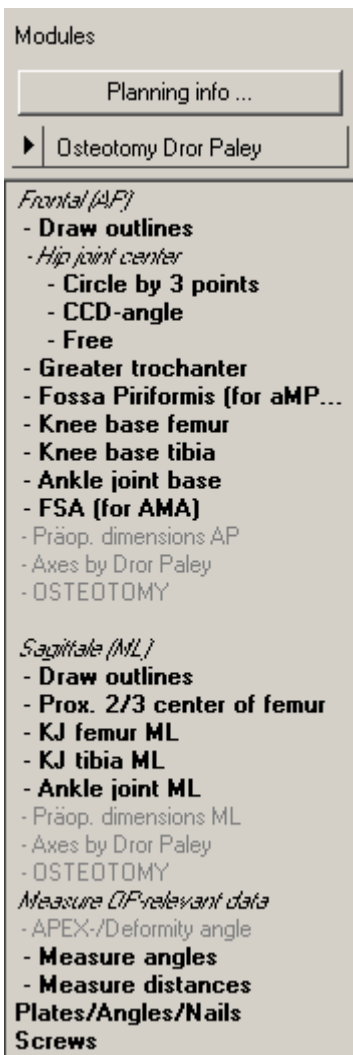 Modules
Planning info ...
Osteotomy Dror Paley
Frontal (AP)
- Draw outlines
- Hip joint center
- Circle by 3 points
- CCD-angle
- Free
- Greater trochanter
- Fossa Piriformis (for aMP...
- Knee base femur
- Knee base tibia
- Ankle joint base
- FSA (for AMA)
- Präop. dimensions AP
- Axes by Dror Paley
- OSTEOTOMY
Sagittale (ML)
- Draw outlines
- Prox. 2/3 center of femur
- KJ femur ML
- KJ tibia ML
- Ankle joint ML
- Präop. dimensions ML
- Axes by Dror Paley
- OSTEOTOMY
Measure OP-relevant data
- APEX-/Deformity angle
- Measure angles
- Measure distances
Plates/Angles/Nails
Screws